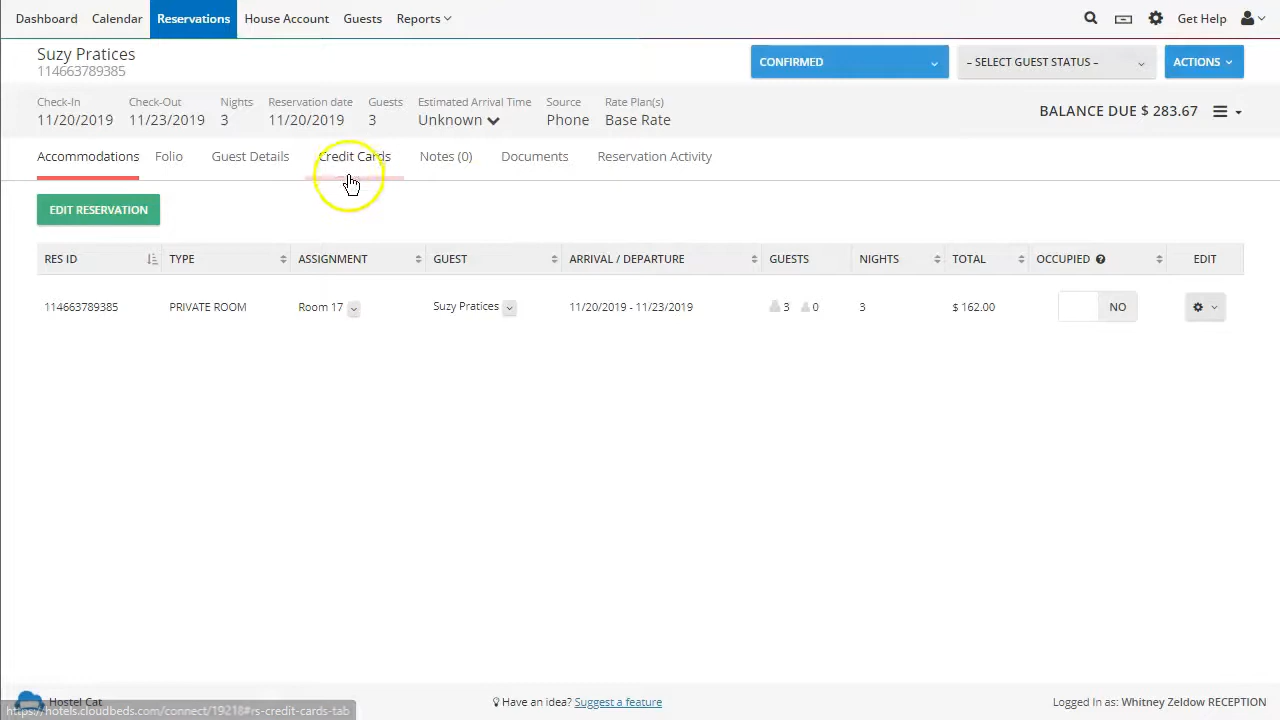 Dashboard Calendar Reservations House Account Guests Reports Get Help
Suzy Pratices
114663789385
CONFIRMED – SELECT GUEST STATUS – ACTIONS
Check-In Check-Out Nights Reservation date Guests Estimated Arrival Time Source Rate Plan(s)
11/20/2019 11/23/2019 3 11/20/2019 3 Unknown Phone Base Rate
BALANCE DUE $ 283.67
Accommodations Folio Guest Details Credit Cards Notes (0) Documents Reservation Activity
EDIT RESERVATION
RES ID TYPE ASSIGNMENT GUEST ARRIVAL / DEPARTURE GUESTS NIGHTS TOTAL OCCUPIED ? EDIT
114663789385 PRIVATE ROOM Room 17 Suzy Pratices 11/20/2019 - 11/23/2019 3 0 3 $ 162.00 NO
Hostel Cat Have an idea? Suggest a feature Logged in as: Whitney Zeldow RECEPTION
https://hotels.cloudbeds.com/connect/19218#rs-credit-cards-tab